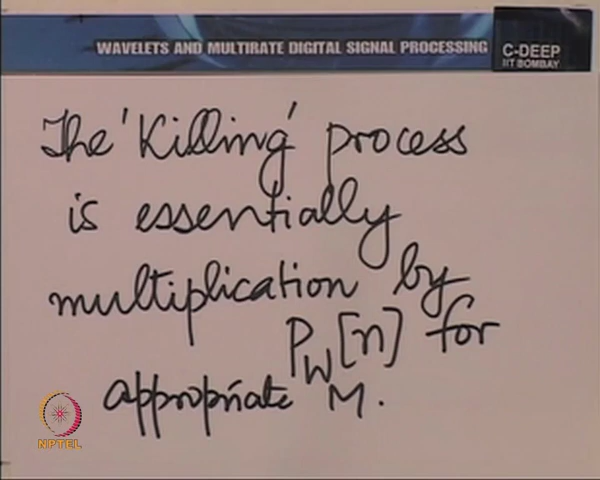 WAVELETS AND MULTIRATE DIGITAL SIGNAL PROCESSING
C-DEEP
IIT BOMBAY
The 'Killing' process
is essentially
multiplication by
P_W[n] for
appropriate M.
NPTEL